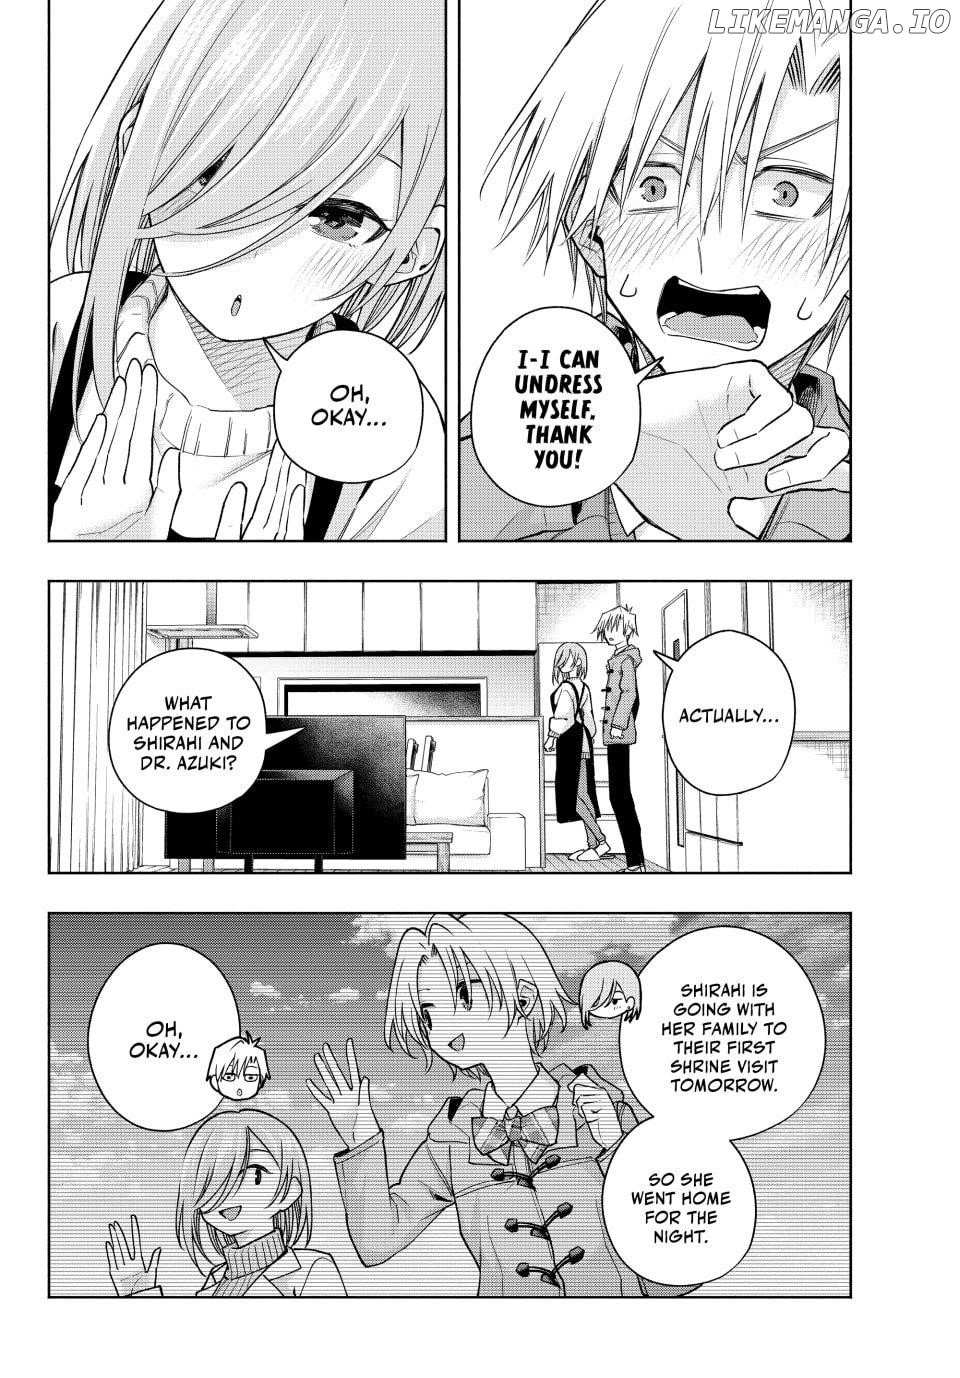 LIKEMANGA.IO
I-I CAN
UNDRESS
MYSELF,
THANK
YOU!
OH,
OKAY...
ACTUALLY...
WHAT
HAPPENED TO
SHIRAHI AND
DR. AZUKI?
SHIRAHI IS
GOING WITH
HER FAMILY TO
THEIR FIRST
SHRINE VISIT
TOMORROW.
SO SHE
WENT HOME
FOR THE
NIGHT.
OH,
OKAY...